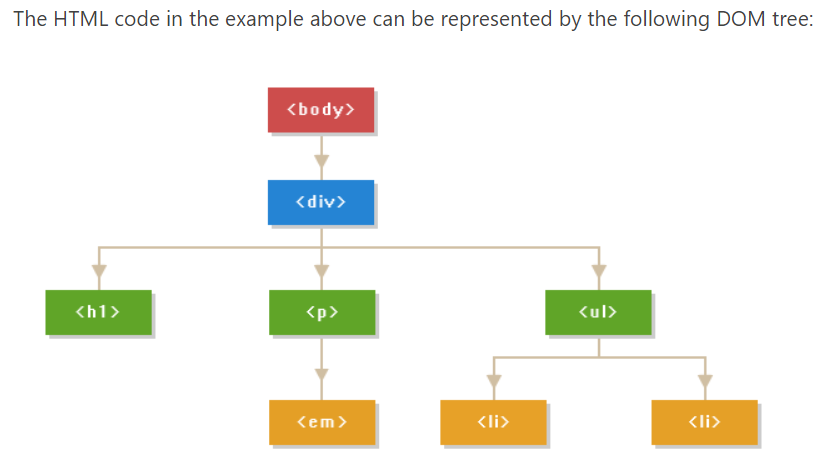 The HTML code in the example above can be represented by the following DOM tree:
<body>
<div>
<h1>
<p>
<ul>
<em>
<li>
<li>